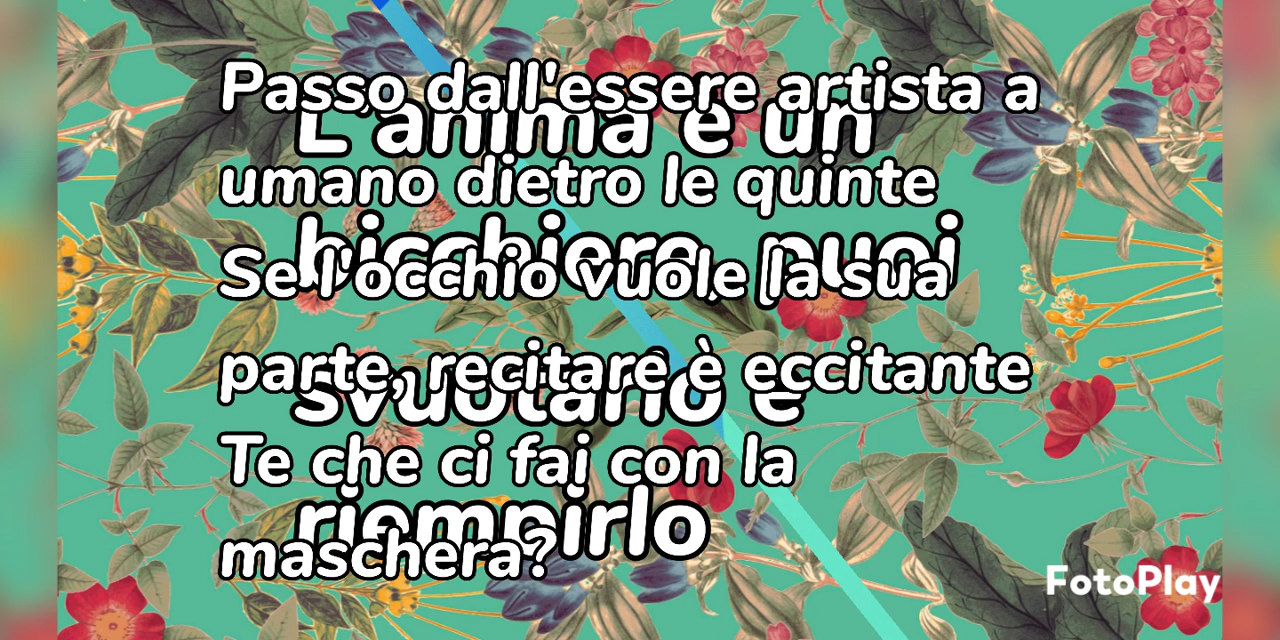 Passo dall'essere artista a
L'anima è un
umano dietro le quinte
bicchiere, puoi
Se l'occhio vuole la sua
parte, recitare è eccitante
svuotarlo e
Te che ci fai con la
riempirlo
maschera?
FotoPlay